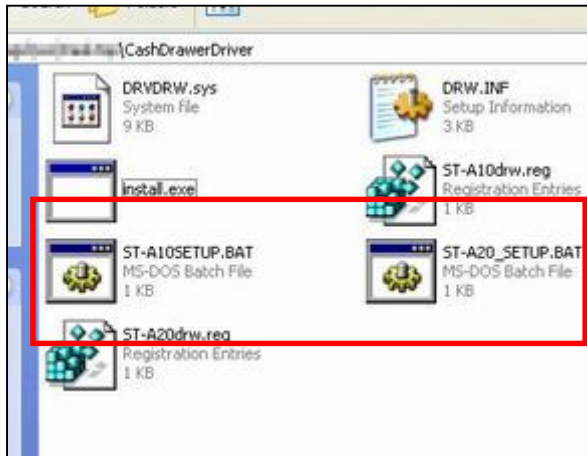 \CashDrawerDriver
DRVDRW.sys
System file
9 KB
DRW.INF
Setup Information
3 KB
install.exe
ST-A10drw.reg
Registration Entries
1 KB
ST-A10SETUP.BAT
MS-DOS Batch File
1 KB
ST-A20_SETUP.BAT
MS-DOS Batch File
1 KB
ST-A20drw.reg
Registration Entries
1 KB